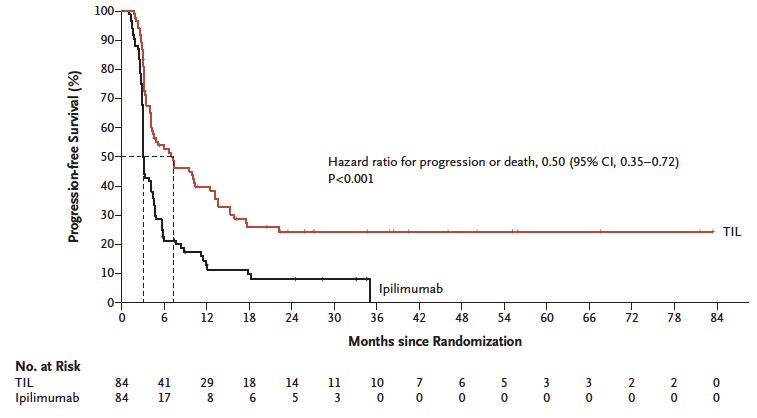 100
90
80
70
60
50
40
30
20
10
0
Progression-free Survival (%)
Hazard ratio for progression or death, 0.50 (95% CI, 0.35–0.72)
P<0.001
TIL
Ipilimumab
0 6 12 18 24 30 36 42 48 54 60 66 72 78 84
Months since Randomization
No. at Risk
TIL 84 41 29 18 14 11 10 7 6 5 3 3 2 2 0
Ipilimumab 84 17 8 6 5 3 0 0 0 0 0 0 0 0 0